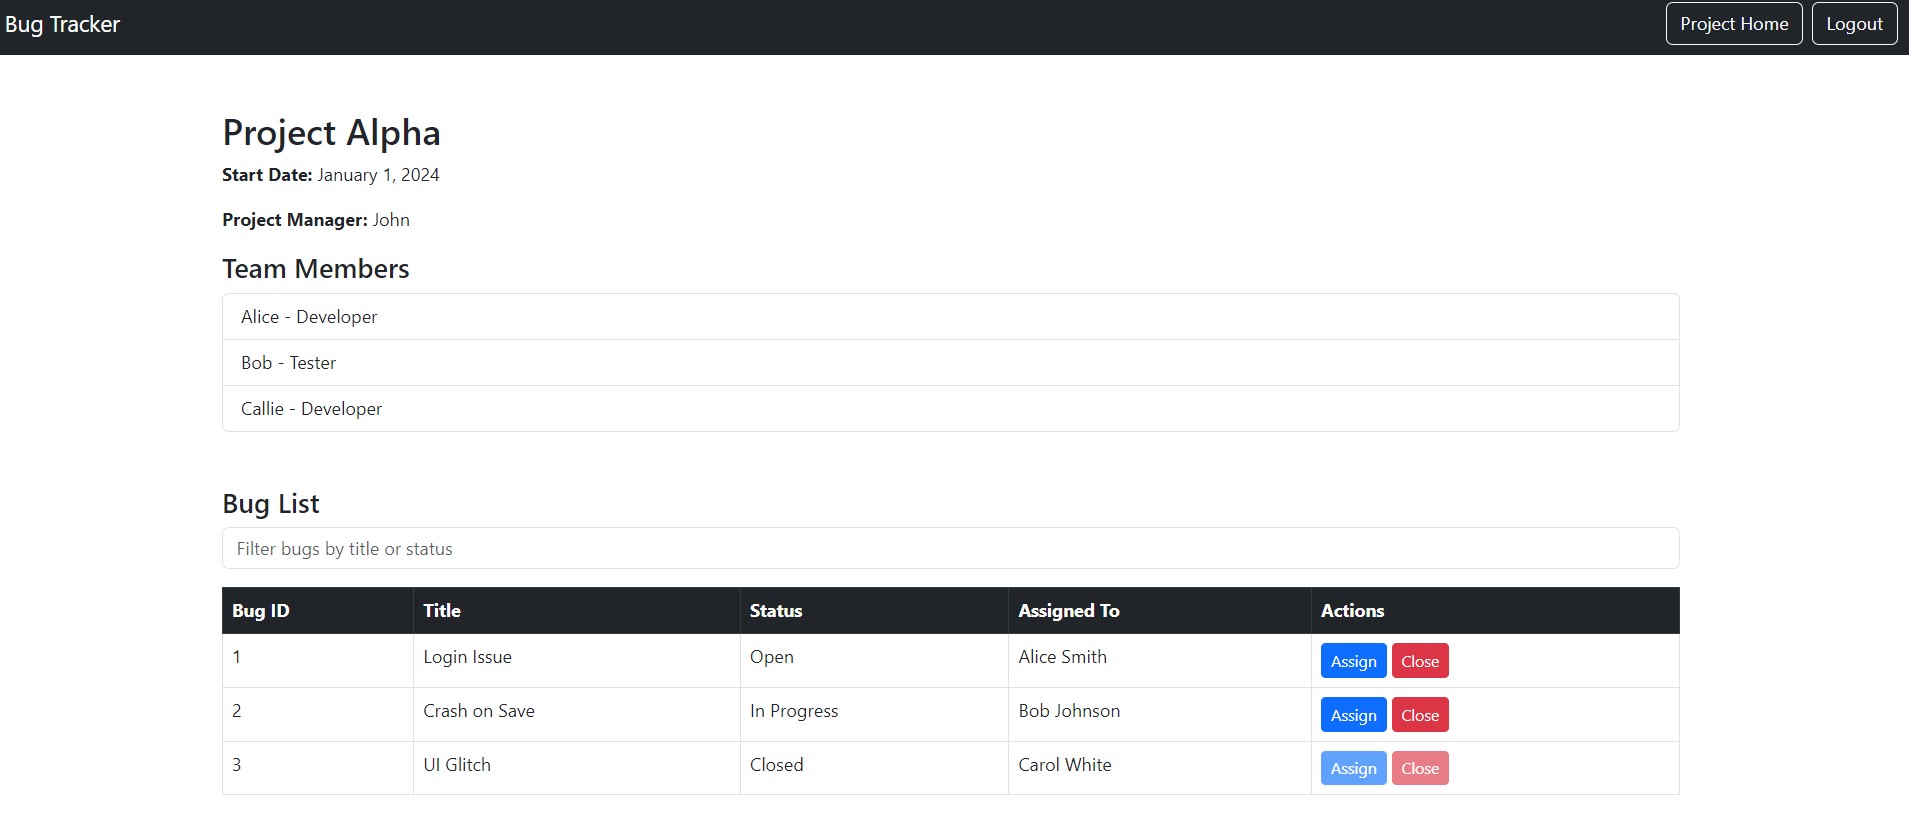 Bug Tracker Project Home Logout
Project Alpha
Start Date: January 1, 2024
Project Manager: John
Team Members
Alice - Developer
Bob - Tester
Callie - Developer
Bug List
Filter bugs by title or status
Bug ID Title Status Assigned To Actions
1 Login Issue Open Alice Smith Assign Close
2 Crash on Save In Progress Bob Johnson Assign Close
3 UI Glitch Closed Carol White Assign Close